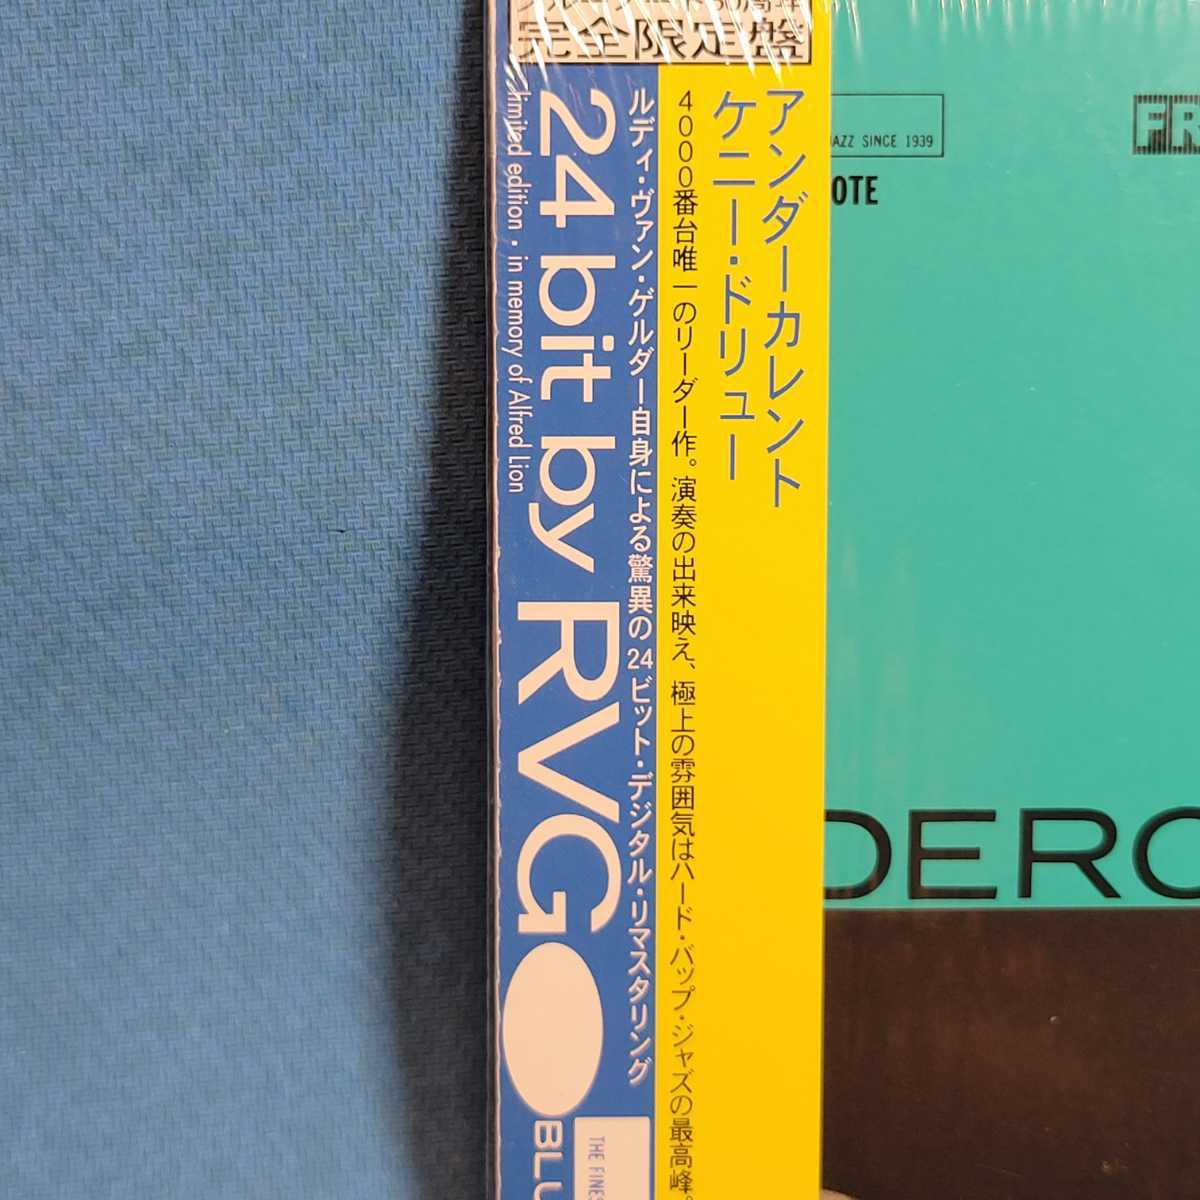 完全限定盤
アンダーカレント
ケニー・ドリュー
4000番台唯一のリーダー作。演奏の出来映え、極上の雰囲気はハード・バップ・ジャズの最高峰。
ルディ・ヴァン・ゲルダー自身による驚異の24ビット・デジタル・リマスタリング
24 bit by RVG
limited edition・in memory of Alfred Lion
BLU
THE FINES
JAZZ SINCE 1939
OTE
FR
DERC